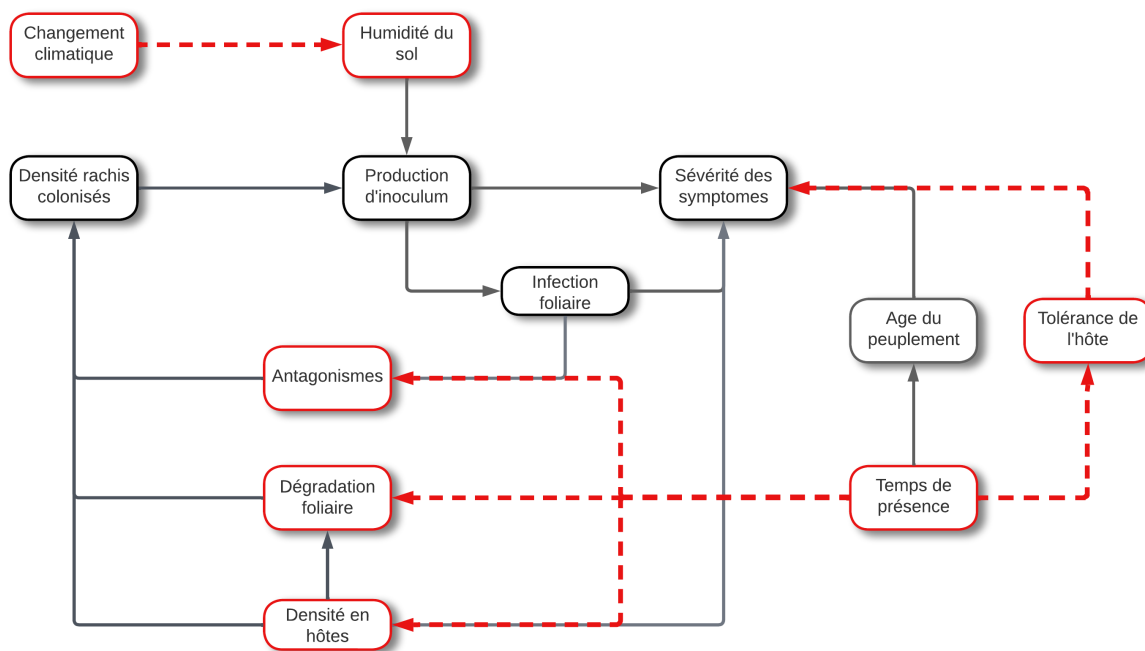 Changement
climatique
Humidité du
sol
Densité rachis
colonisés
Production
d'inoculum
Sévérité des
symptomes
Infection
foliaire
Age du
peuplement
Tolérance de
l'hôte
Antagonismes
Dégradation
foliaire
Temps de
présence
Densité en
hôtes